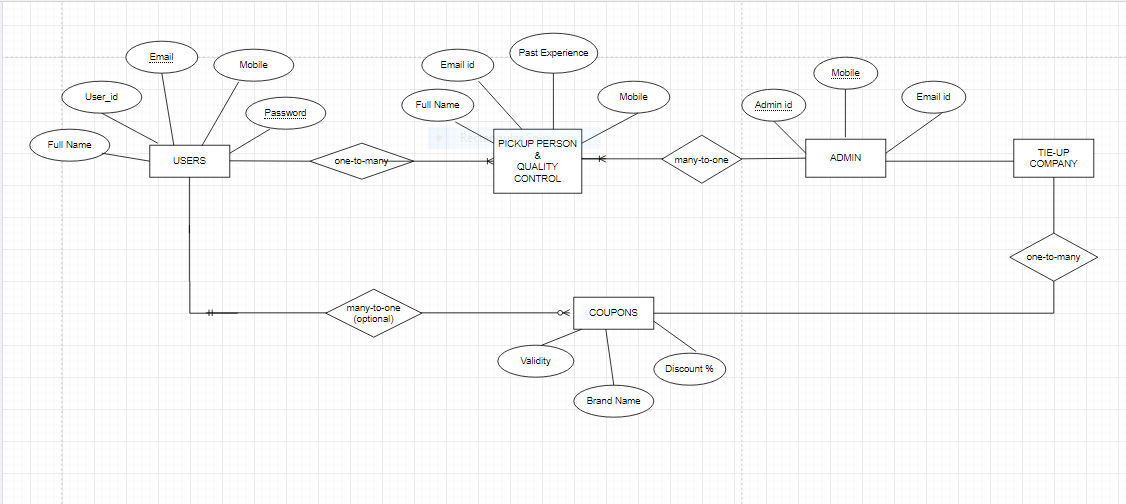 Email
Mobile
User_id
Password
Full Name
USERS
one-to-many
Email id
Past Experience
Full Name
Mobile
PICKUP PERSON
&
QUALITY
CONTROL
many-to-one
Mobile
Admin id
Email id
ADMIN
TIE-UP
COMPANY
one-to-many
many-to-one
(optional)
COUPONS
Validity
Discount %
Brand Name